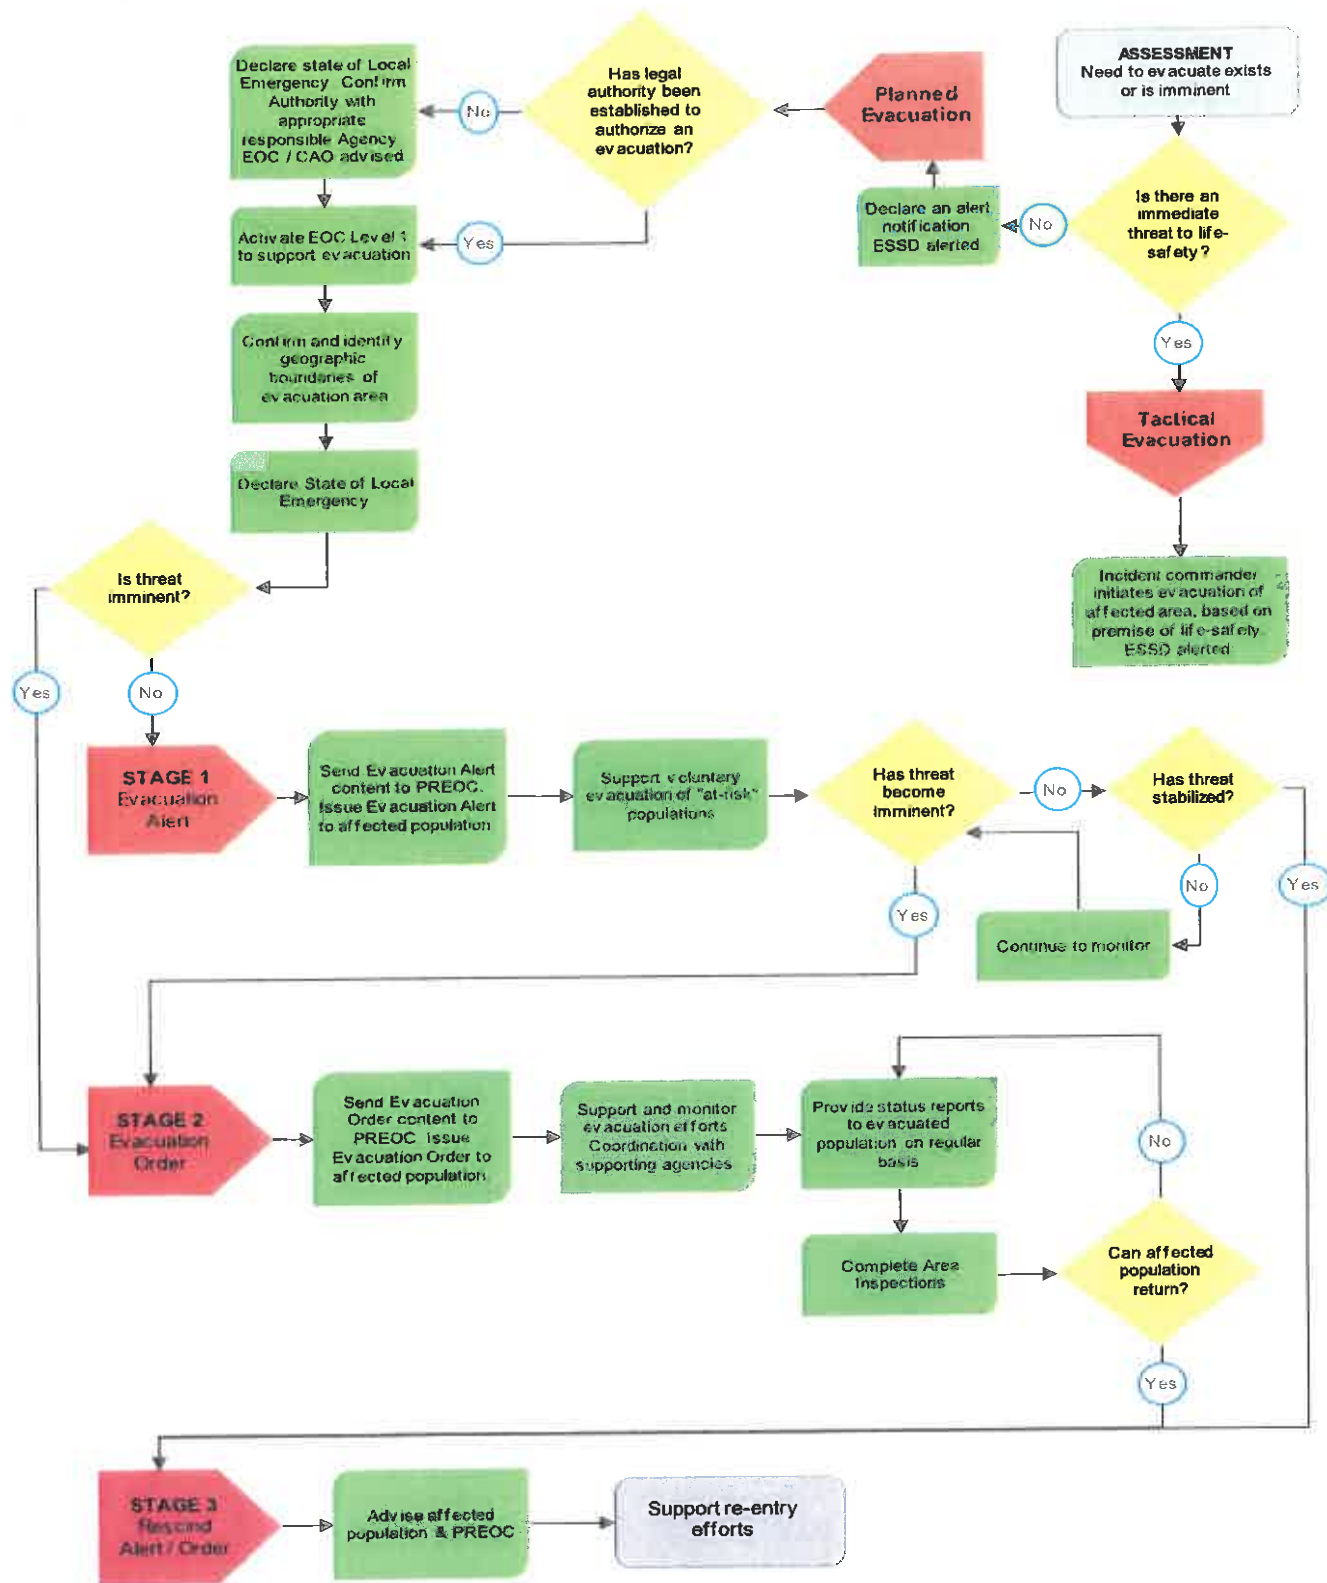 ASSESSMENT
Need to evacuate exists
or is imminent
Is there an
immediate
threat to life-
safety?
No
Yes
Declare an alert
notification
ESSD alerted
Planned
Evacuation
Has legal
authority been
established to
authorize an
evacuation?
No
Yes
Declare state of Local
Emergency Confirm
Authority with
appropriate
responsible Agency
EOC / CAO advised
Activate EOC Level 1
to support evacuation
Confirm and identify
geographic
boundaries of
evacuation area
Declare State of Local
Emergency
Tactical
Evacuation
Incident commander
initiates evacuation of
affected area, based on
premise of life-safety
ESSD alerted
Is threat
imminent?
Yes
No
STAGE 1
Evacuation
Alert
Send Evacuation Alert
content to PREOC.
Issue Evacuation Alert
to affected population
Support voluntary
evacuation of "at-risk"
populations
Has threat
become
imminent?
No
Has threat
stabilized?
No
Yes
Yes
Continue to monitor
STAGE 2
Evacuation
Order
Send Evacuation
Order content to
PREOC Issue
Evacuation Order to
affected population
Support and monitor
evacuation efforts
Coordination with
supporting agencies
Provide status reports
to evacuated
population on regular
basis
No
Complete Area
Inspections
Can affected
population
return?
Yes
STAGE 3
Rescind
Alert / Order
Advise affected
population & PREOC
Support re-entry
efforts